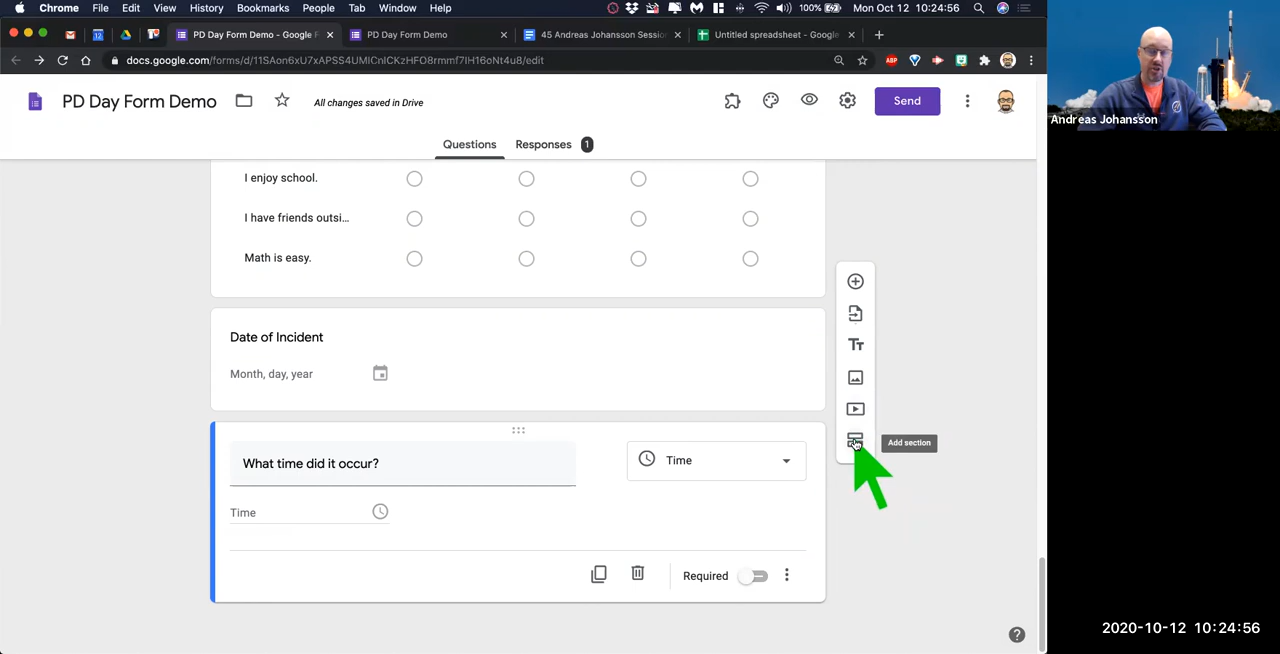 Chrome File Edit View History Bookmarks People Tab Window Help 100% Mon Oct 12 10:24:56
12 PD Day Form Demo - Google F PD Day Form Demo 45 Andreas Johansson Sessio Untitled spreadsheet - Google
docs.google.com/forms/d/11SAon6xU7xAPSS4UMICnICKzHFO8rmmf7IH16oNt4u8/edit ABP
PD Day Form Demo All changes saved in Drive Send
Andreas Johansson
Questions Responses 1
I enjoy school.
I have friends outsi...
Math is easy.
Date of Incident
Tt
Month, day, year
Add section
What time did it occur? Time
Time
Required
?
2020-10-12 10:24:56